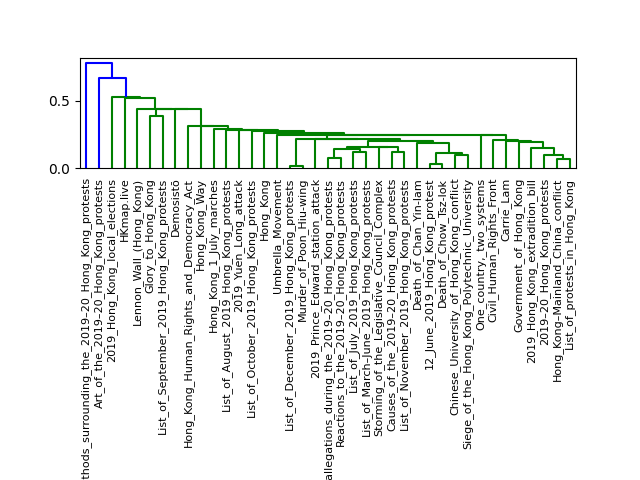 0.5
0.0
thods_surrounding_the_2019–20_Hong_Kong_protests
Art_of_the_2019–20_Hong_Kong_protests
2019_Hong_Kong_local_elections
HKmap.live
Lennon_Wall_(Hong_Kong)
Glory_to_Hong_Kong
List_of_September_2019_Hong_Kong_protests
Demosistō
Hong_Kong_Human_Rights_and_Democracy_Act
Hong_Kong_Way
Hong_Kong_1_July_marches
List_of_August_2019_Hong_Kong_protests
2019_Yuen_Long_attack
List_of_October_2019_Hong_Kong_protests
Hong_Kong
Umbrella_Movement
List_of_December_2019_Hong_Kong_protests
Murder_of_Poon_Hiu-wing
2019_Prince_Edward_station_attack
allegations_during_the_2019–20_Hong_Kong_protests
Reactions_to_the_2019–20_Hong_Kong_protests
List_of_July_2019_Hong_Kong_protests
List_of_March–June_2019_Hong_Kong_protests
Storming_of_the_Legislative_Council_Complex
Causes_of_the_2019–20_Hong_Kong_protests
List_of_November_2019_Hong_Kong_protests
Death_of_Chan_Yin-lam
12_June_2019_Hong_Kong_protest
Death_of_Chow_Tsz-lok
Chinese_University_of_Hong_Kong_conflict
Siege_of_the_Hong_Kong_Polytechnic_University
One_country,_two_systems
Civil_Human_Rights_Front
Carrie_Lam
Government_of_Hong_Kong
2019_Hong_Kong_extradition_bill
2019–20_Hong_Kong_protests
Hong_Kong–Mainland_China_conflict
List_of_protests_in_Hong_Kong